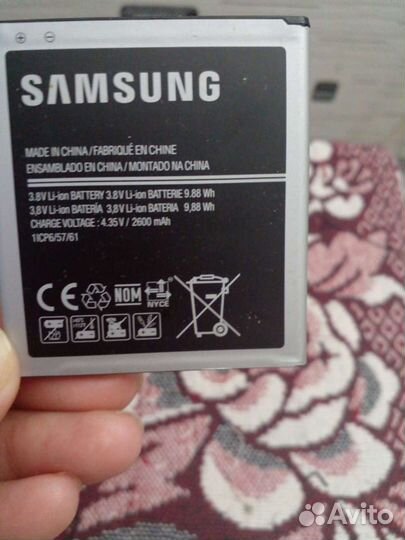 SAMSUNG
MADE IN CHINA / FABRIQUÉ EN CHINE
ENSAMBLADO EN CHINA / MONTADO NA CHINA
3.8V Li-ion BATTERY 3.8V Li-ion BATTERIE 9.88 Wh
3,8V Li-ion BATERÍA 3,8V Li-ion BATERIA 9,88 Wh
CHARGE VOLTAGE : 4.35 V / 2600 mAh
1ICP6/57/61
CE NOM NYCE
Avito